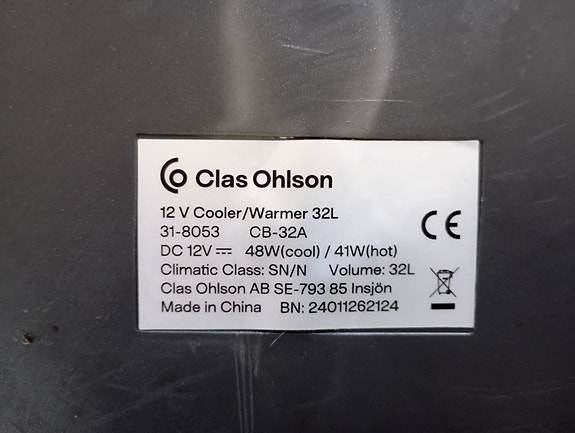 Clas Ohlson
12 V Cooler/Warmer 32L
31-8053 CB-32A
DC 12V ⎓ 48W(cool) / 41W(hot)
Climatic Class: SN/N Volume: 32L
Clas Ohlson AB SE-793 85 Insjön
Made in China BN: 24011262124
CE